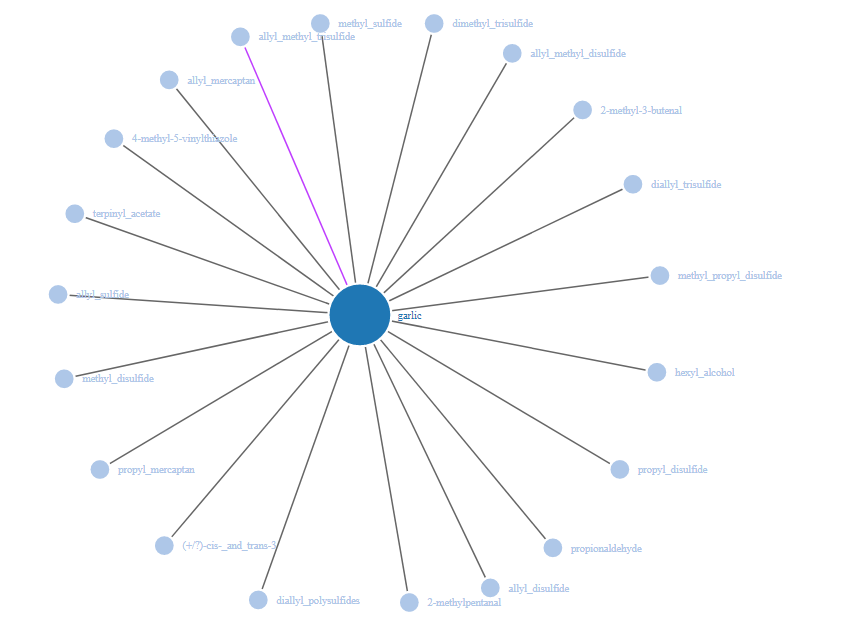 methyl_sulfide
dimethyl_trisulfide
allyl_methyl_trisulfide
allyl_methyl_disulfide
allyl_mercaptan
2-methyl-3-butenal
4-methyl-5-vinylthiazole
diallyl_trisulfide
terpinyl_acetate
methyl_propyl_disulfide
allyl_sulfide
garlic
hexyl_alcohol
methyl_disulfide
propyl_mercaptan
propyl_disulfide
(+/?)-cis-_and_trans-3
propionaldehyde
allyl_disulfide
diallyl_polysulfides
2-methylpentanal